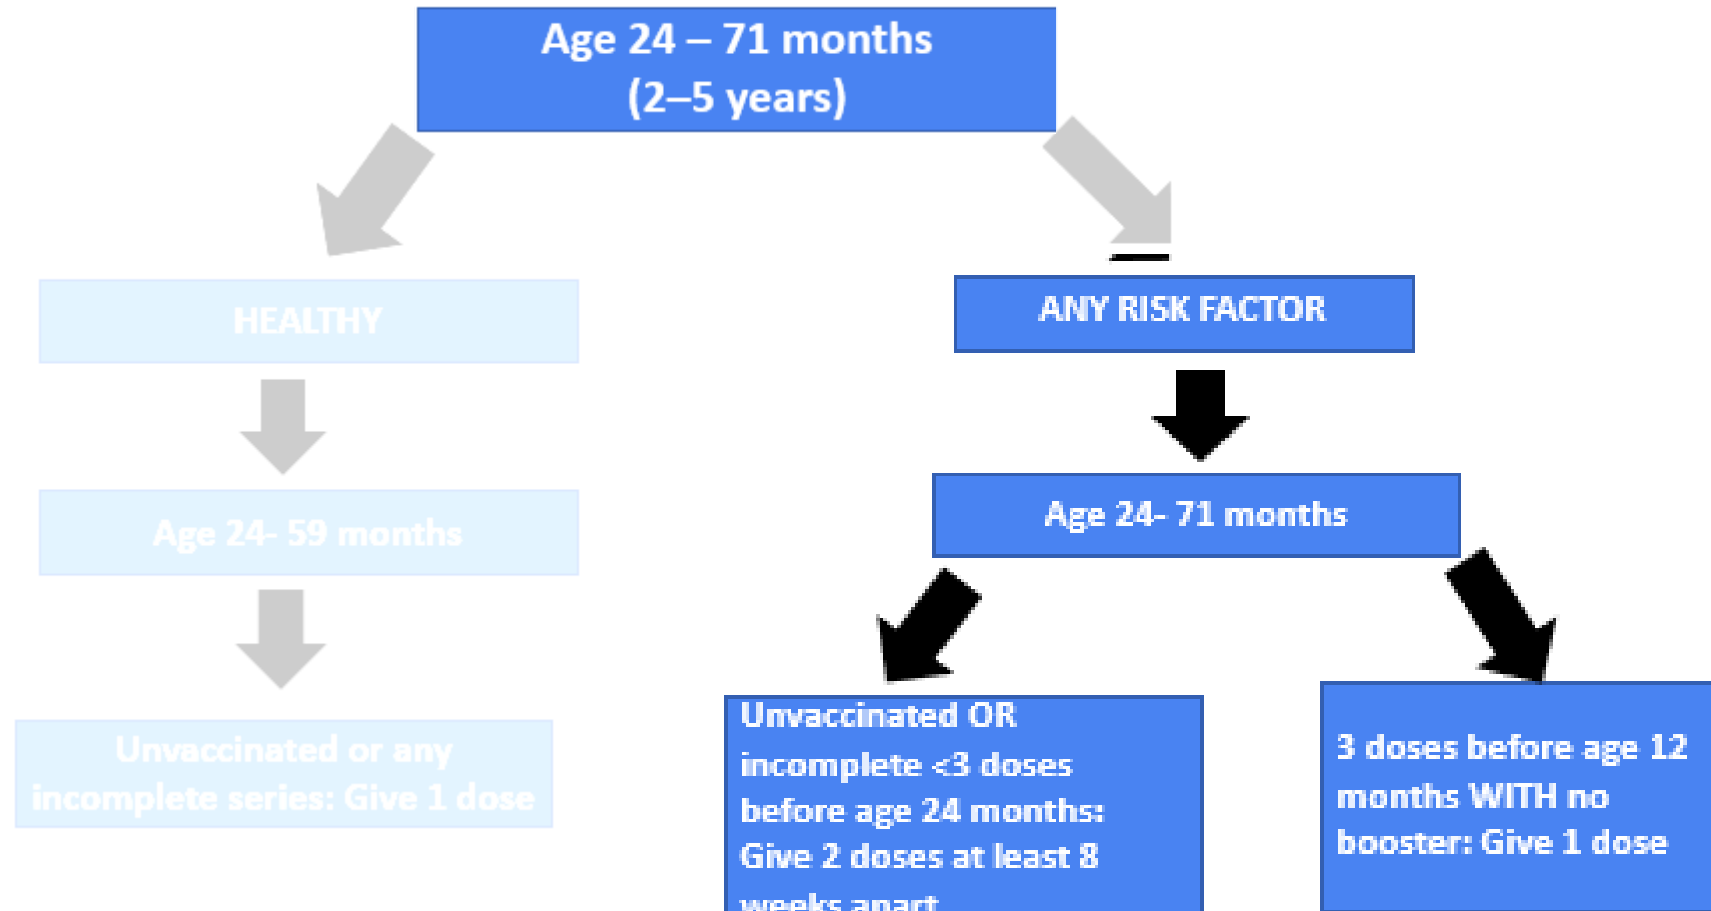 Age 24 – 71 months
(2–5 years)
HEALTHY
ANY RISK FACTOR
Age 24- 59 months
Age 24- 71 months
Unvaccinated or any
incomplete series: Give 1 dose
Unvaccinated OR
incomplete <3 doses
before age 24 months:
Give 2 doses at least 8
weeks apart
3 doses before age 12
months WITH no
booster: Give 1 dose